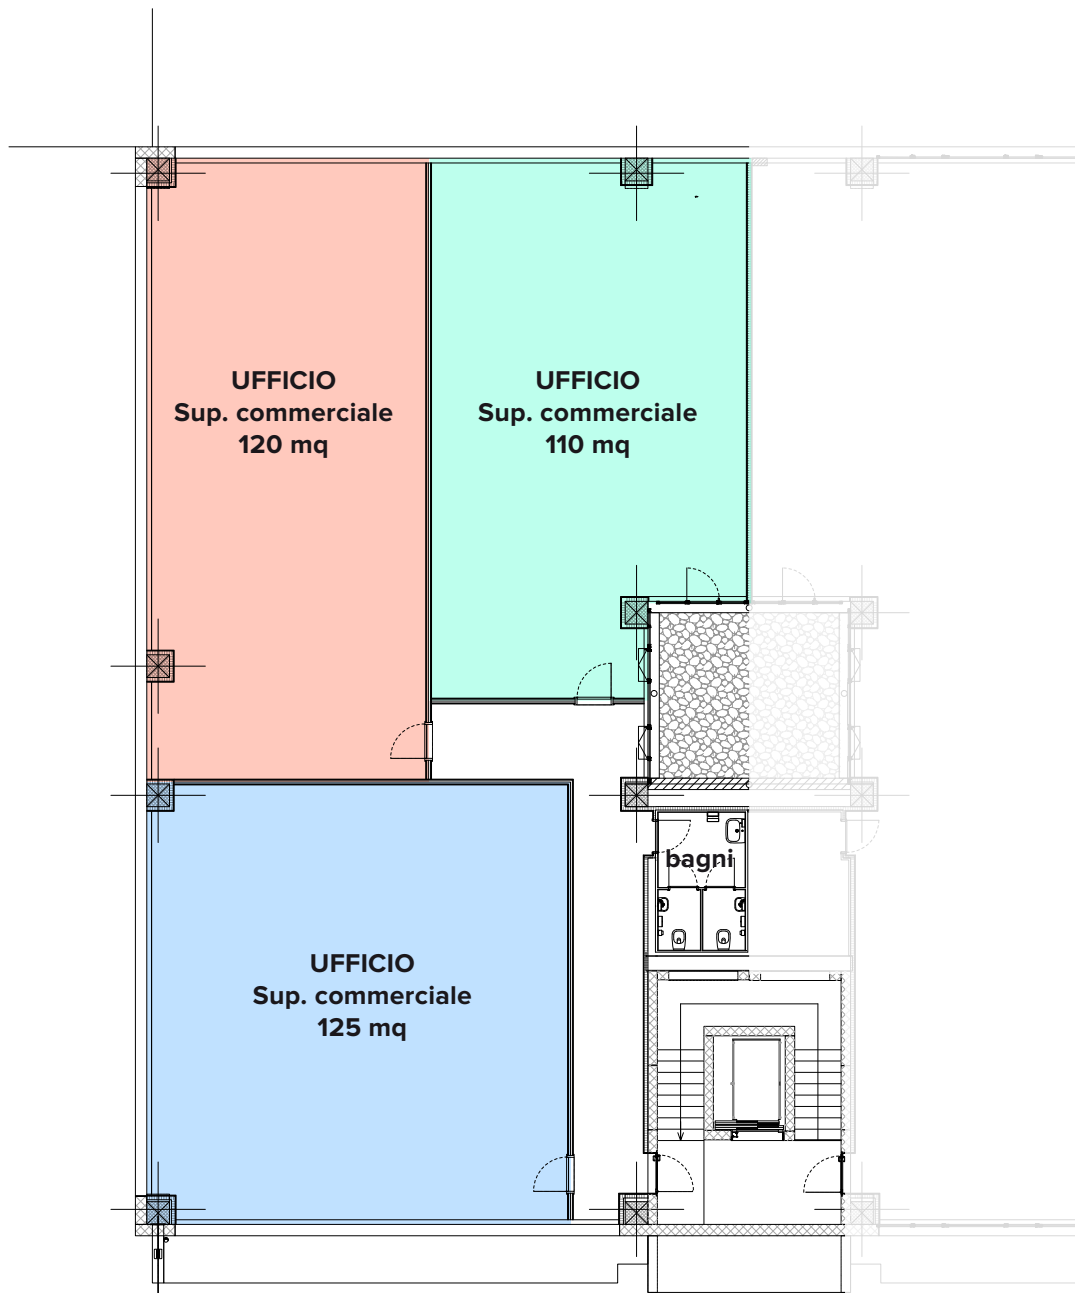 UFFICIO
Sup. commerciale
120 mq
UFFICIO
Sup. commerciale
110 mq
bagni
UFFICIO
Sup. commerciale
125 mq